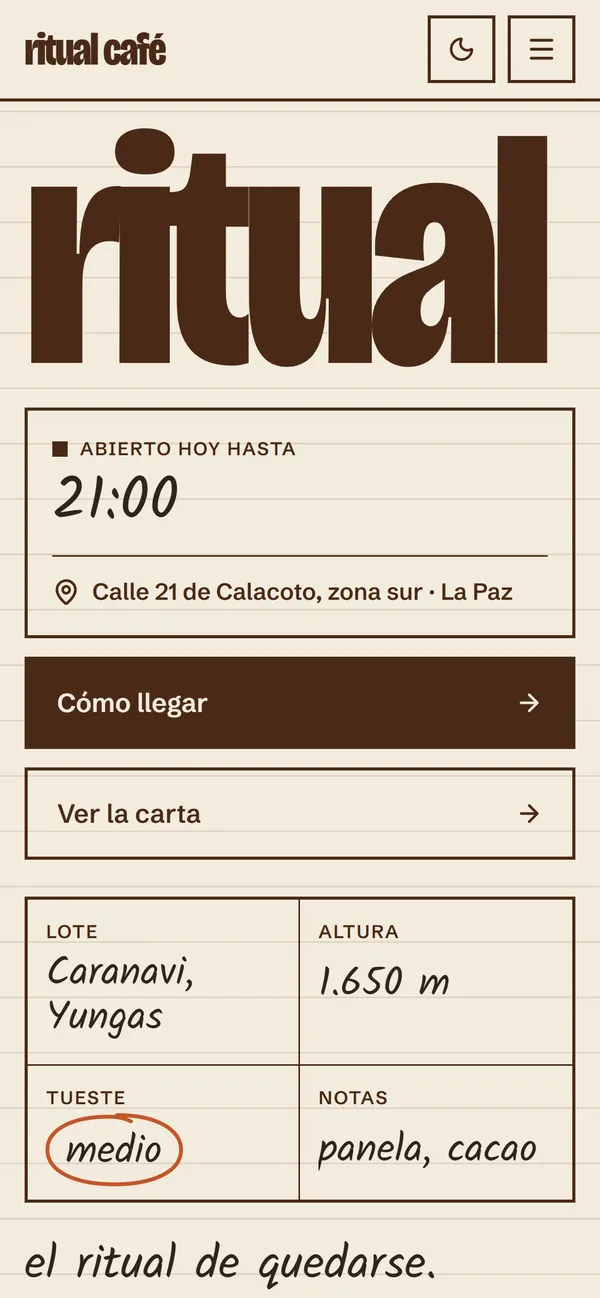 ritual café
ritual
ABIERTO HOY HASTA
21:00
Calle 21 de Calacoto, zona sur · La Paz
Cómo llegar
Ver la carta
LOTE
Caranavi,
Yungas
ALTURA
1.650 m
TUESTE
medio
NOTAS
panela, cacao
el ritual de quedarse.